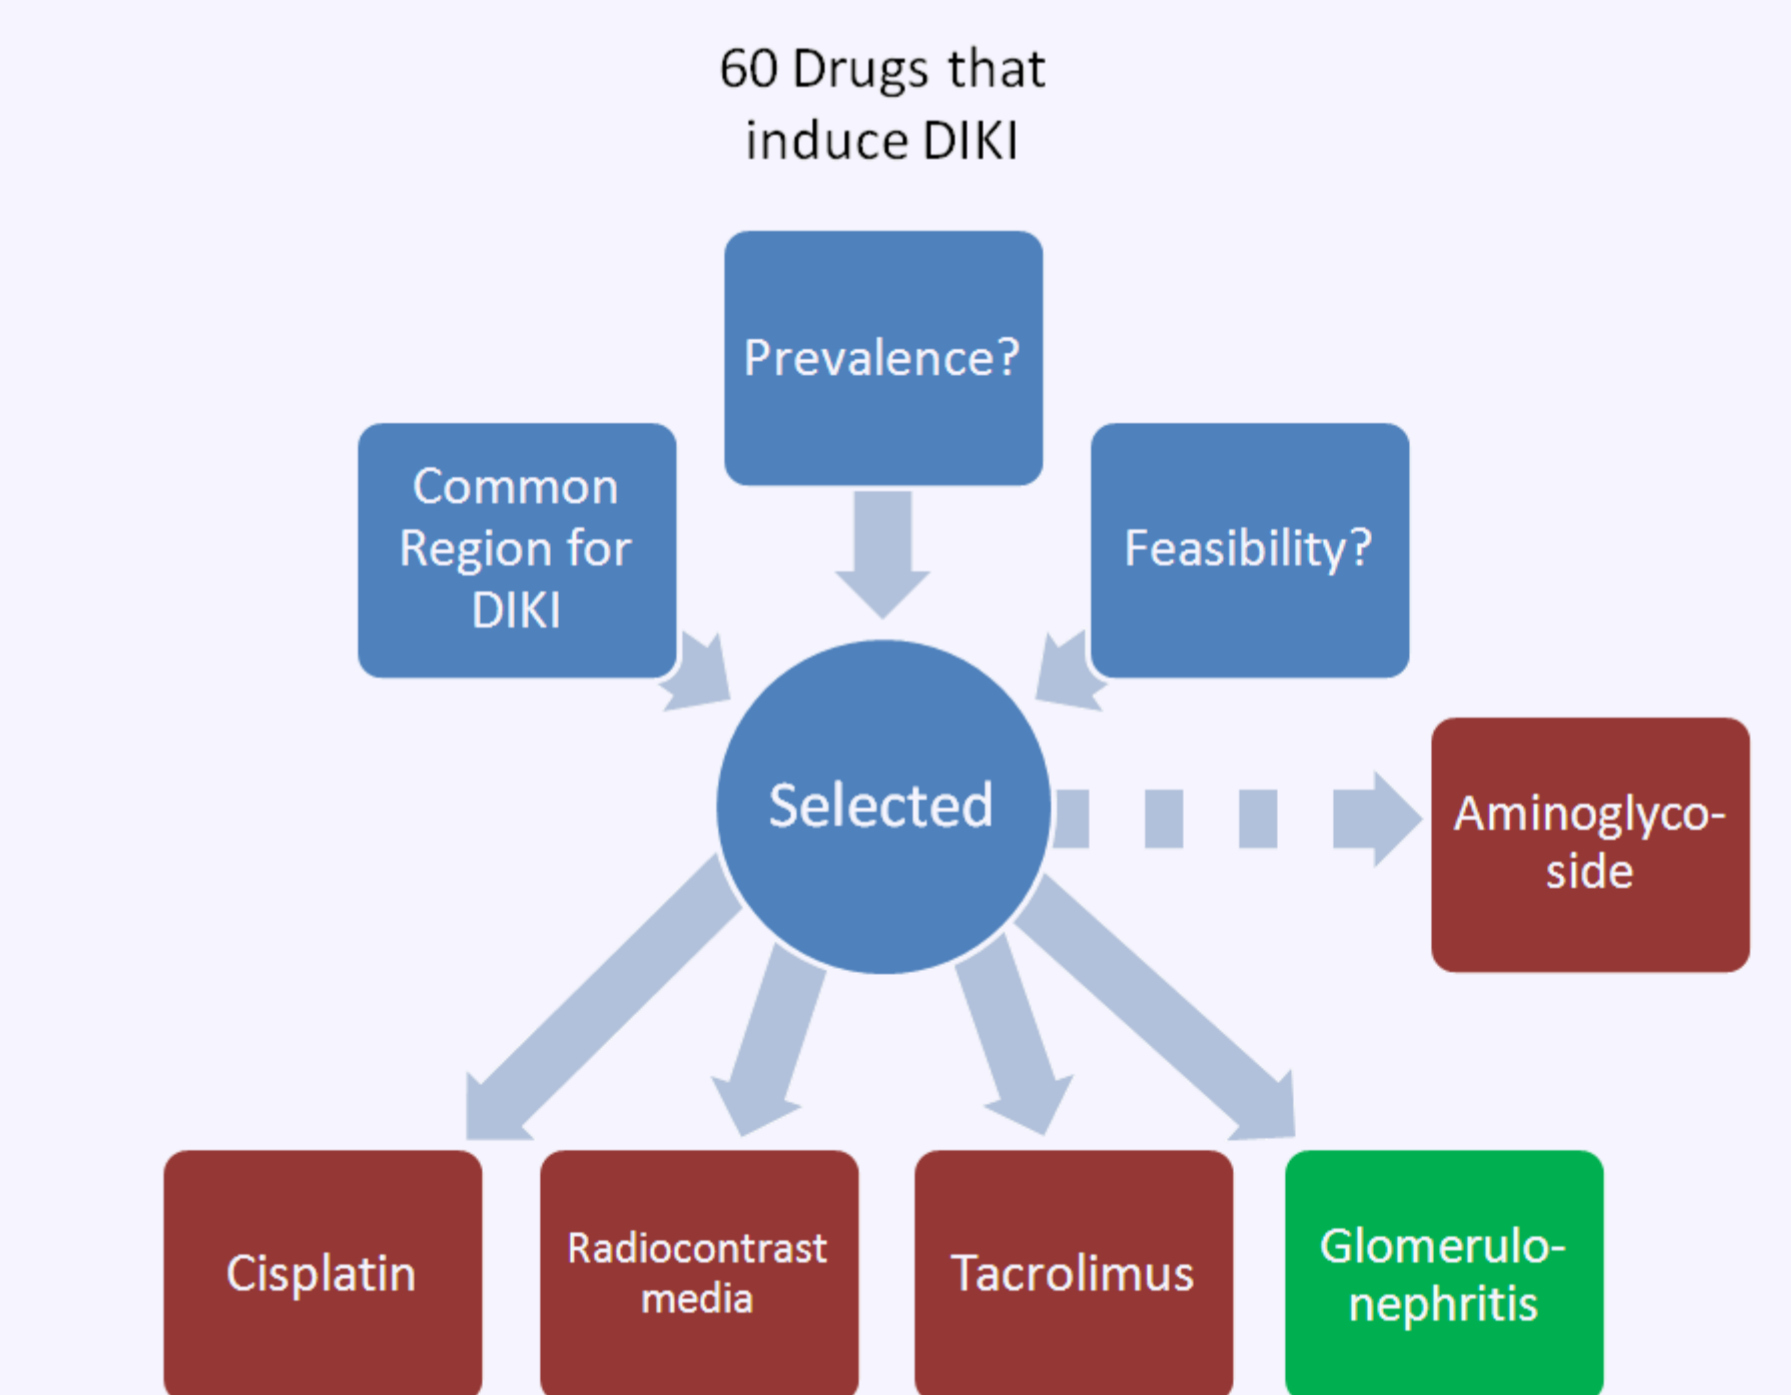 60 Drugs that
induce DIKI
Prevalence?
Common
Region for
DIKI
Feasibility?
Selected
Aminoglyco-
side
Cisplatin
Radiocontrast
media
Tacrolimus
Glomerulo-
nephritis